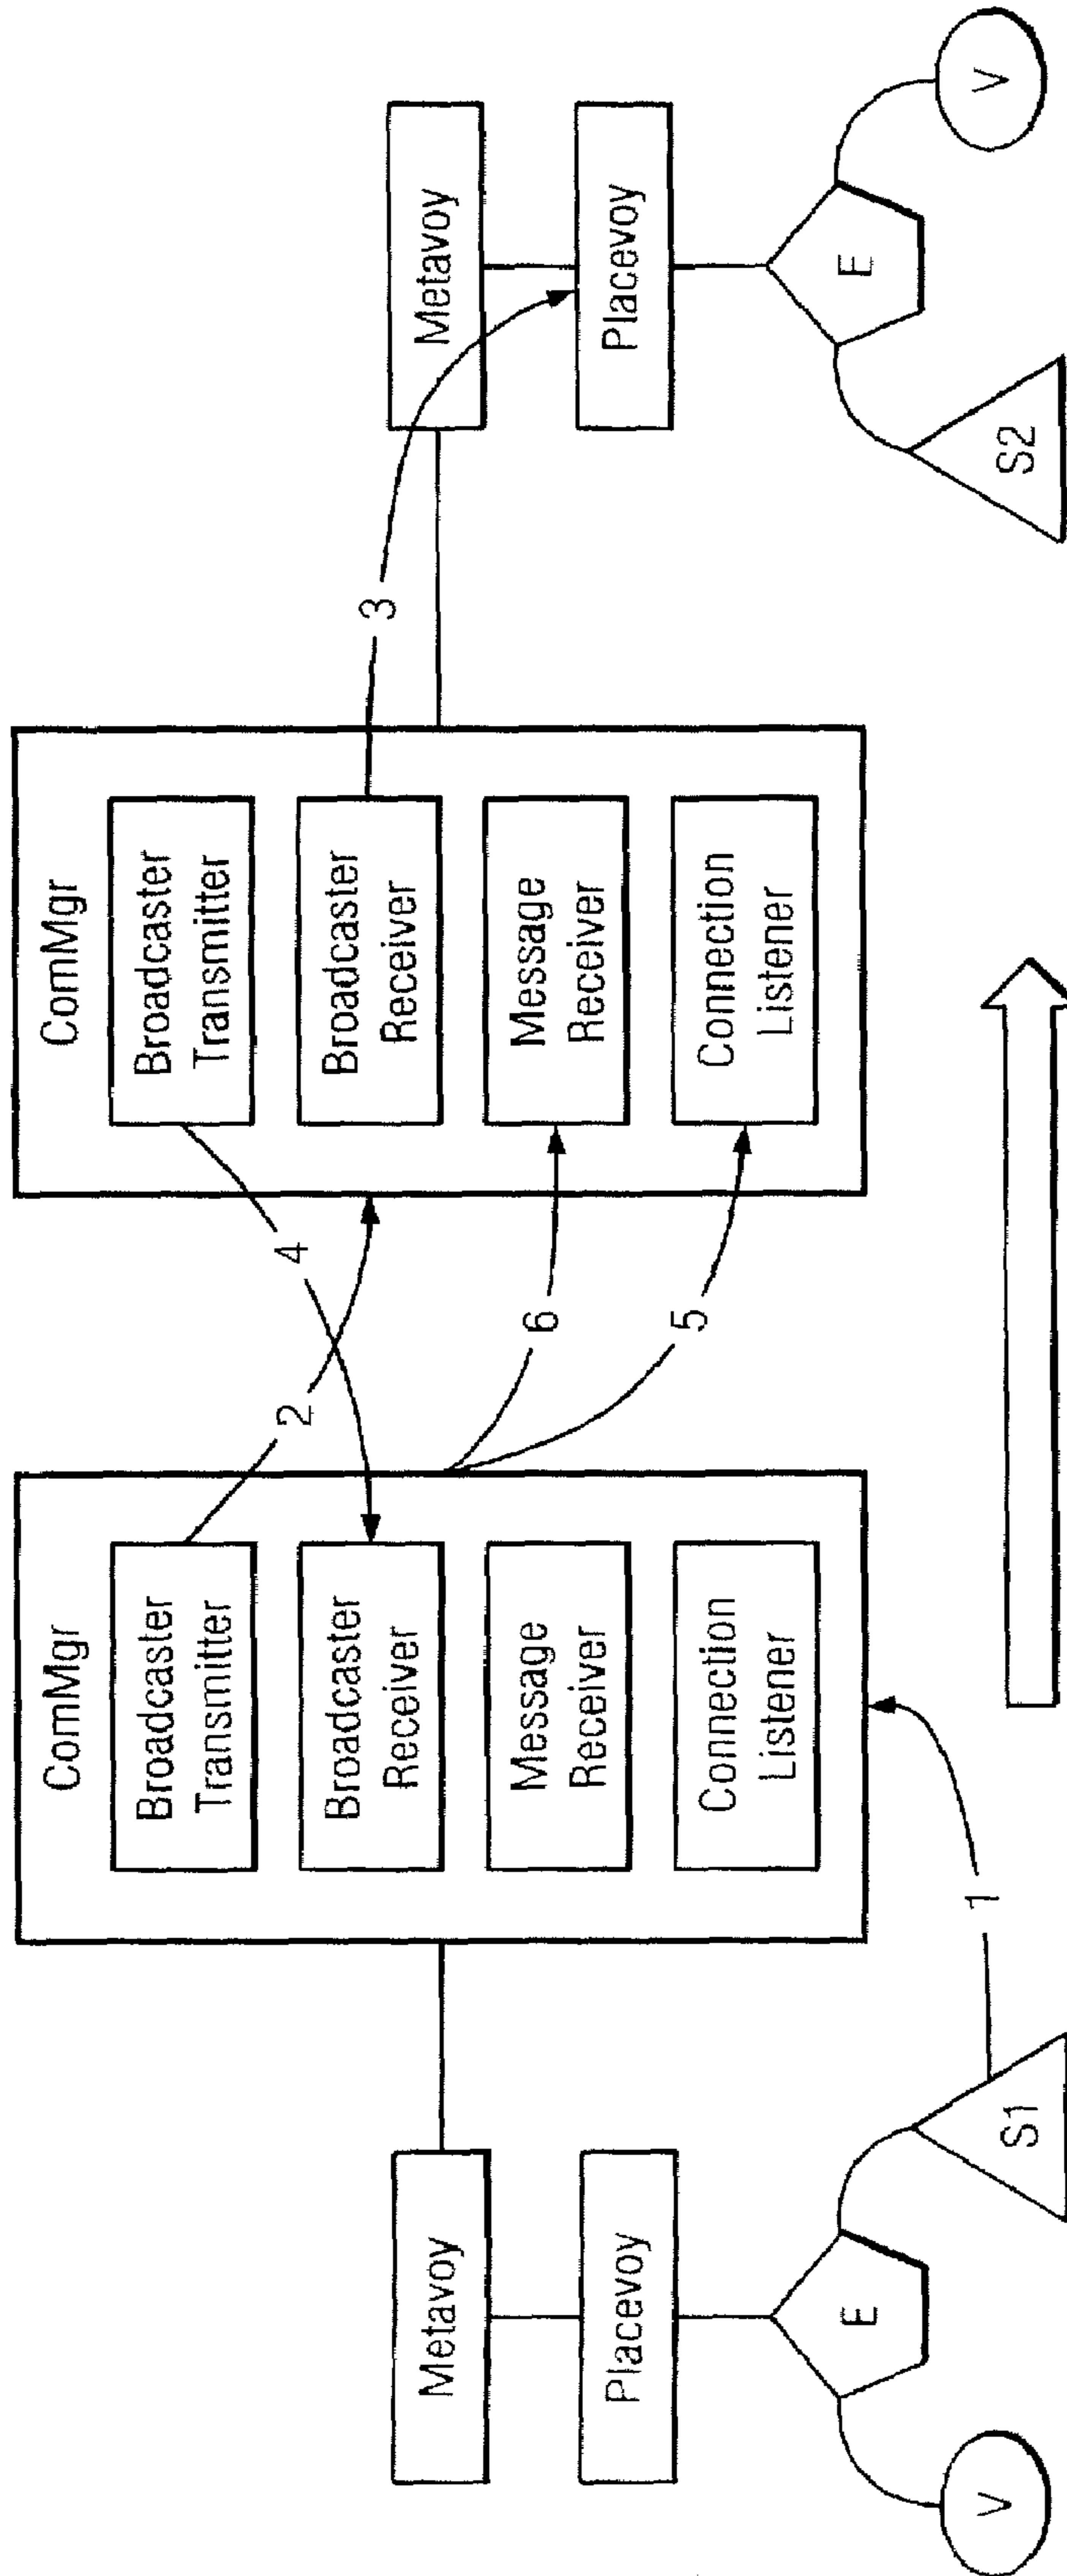 ComMgr
Broadcaster
Transmitter
Broadcaster
Receiver
Message
Receiver
Connection
Listener
Metavoy
Placevoy
E
V
S1
1
2
4
6
5
ComMgr
Broadcaster
Transmitter
Broadcaster
Receiver
Message
Receiver
Connection
Listener
3
Metavoy
Placevoy
E
S2
V